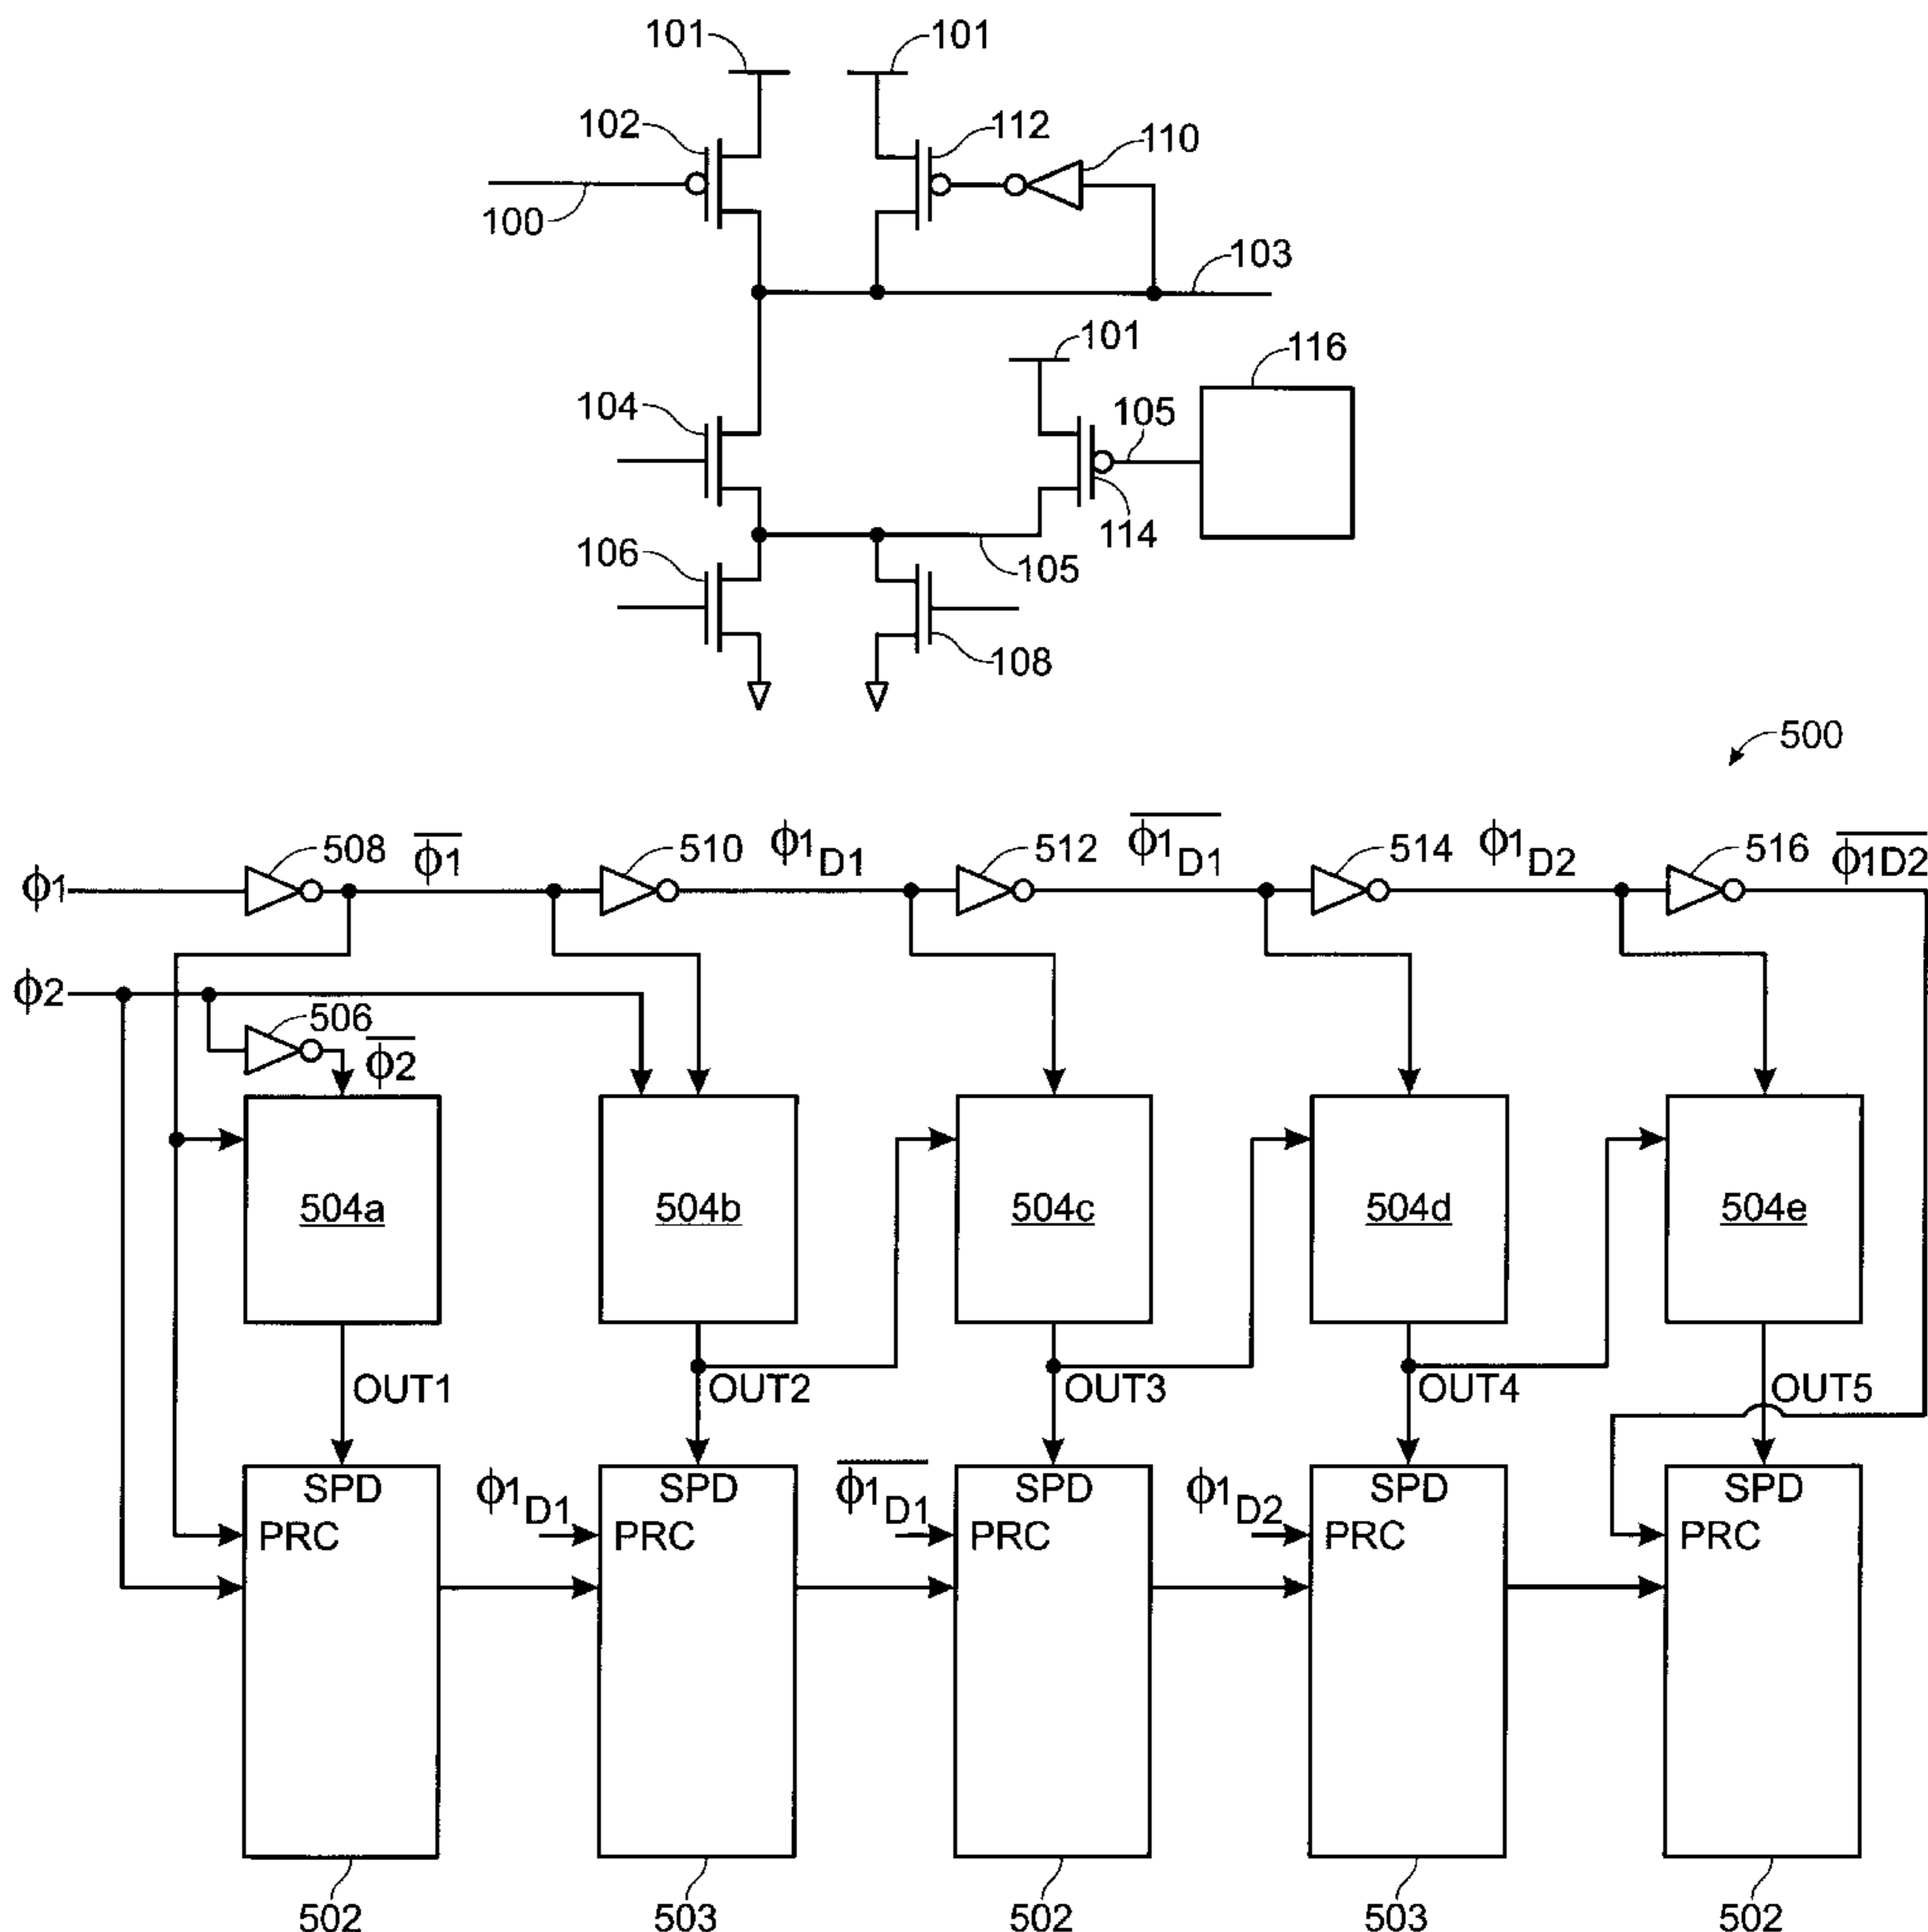 101 101
102 112 110
100
103
101 116
104 105
114
106 105
108
500
508 φ1̅ 510 φ1D1 512 φ1D1̅ 514 φ1D2 516 φ1D2̅
φ1
φ2
506 φ2̅
504a 504b 504c 504d 504e
OUT1 OUT2 OUT3 OUT4 OUT5
SPD SPD SPD SPD SPD
φ1D1 φ1D1̅ φ1D2
PRC PRC PRC PRC PRC
502 503 502 503 502